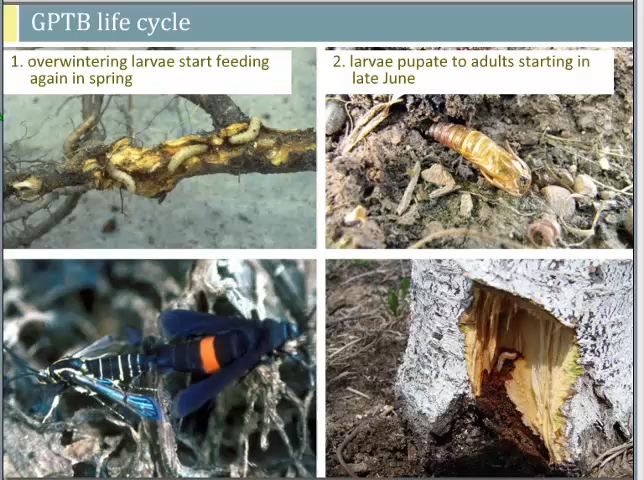 GPTB life cycle
1. overwintering larvae start feeding
again in spring
2. larvae pupate to adults starting in
late June